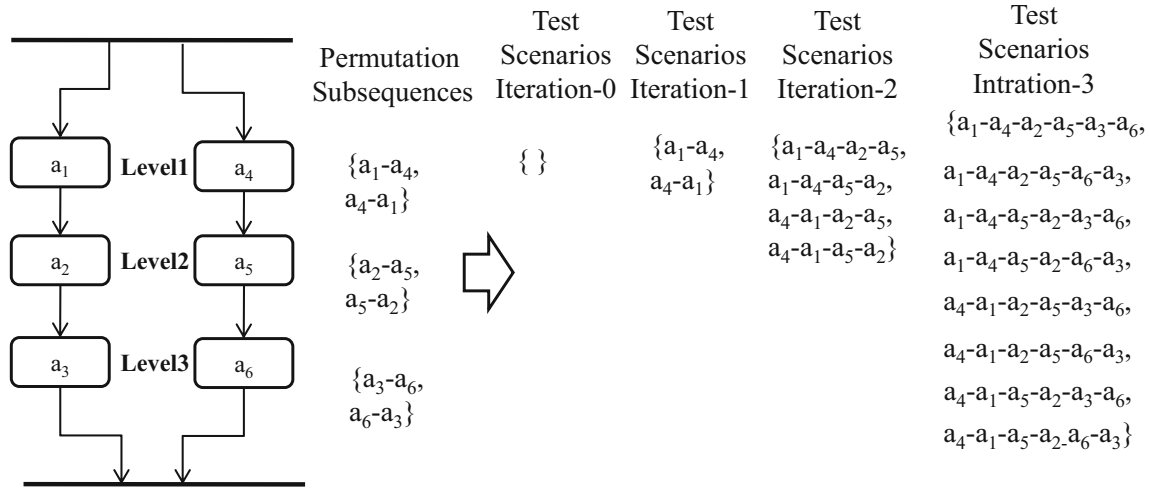 Permutation
Subsequences
Test
Scenarios
Iteration-0
Test
Scenarios
Iteration-1
Test
Scenarios
Iteration-2
Test
Scenarios
Intration-3
a₁ Level1 a₄
a₂ Level2 a₅
a₃ Level3 a₆
{a₁-a₄,
a₄-a₁}
{a₂-a₅,
a₅-a₂}
{a₃-a₆,
a₆-a₃}
{ }
{a₁-a₄,
a₄-a₁}
{a₁-a₄-a₂-a₅,
a₁-a₄-a₅-a₂,
a₄-a₁-a₂-a₅,
a₄-a₁-a₅-a₂}
{a₁-a₄-a₂-a₅-a₃-a₆,
a₁-a₄-a₂-a₅-a₆-a₃,
a₁-a₄-a₅-a₂-a₃-a₆,
a₁-a₄-a₅-a₂-a₆-a₃,
a₄-a₁-a₂-a₅-a₃-a₆,
a₄-a₁-a₂-a₅-a₆-a₃,
a₄-a₁-a₅-a₂-a₃-a₆,
a₄-a₁-a₅-a₂-a₆-a₃}